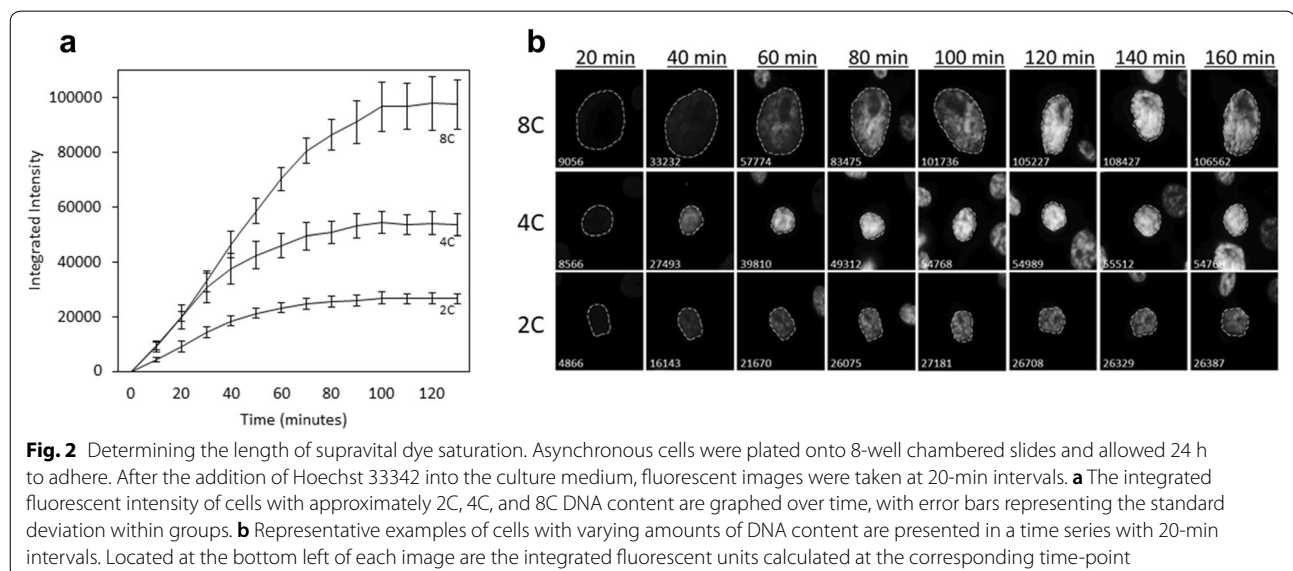 a
100000
80000
60000
40000
20000
0
Integrated Intensity
8C
4C
2C
0 20 40 60 80 100 120
Time (minutes)
b
20 min 40 min 60 min 80 min 100 min 120 min 140 min 160 min
8C
9056 33232 57774 83475 101736 105227 108427 106562
4C
8566 27493 39810 49312 54768 54989 55512 54768
2C
4866 16143 21670 26075 27181 26708 26329 26387
Fig. 2 Determining the length of supravital dye saturation. Asynchronous cells were plated onto 8-well chambered slides and allowed 24 h
to adhere. After the addition of Hoechst 33342 into the culture medium, fluorescent images were taken at 20-min intervals. a The integrated
fluorescent intensity of cells with approximately 2C, 4C, and 8C DNA content are graphed over time, with error bars representing the standard
deviation within groups. b Representative examples of cells with varying amounts of DNA content are presented in a time series with 20-min
intervals. Located at the bottom left of each image are the integrated fluorescent units calculated at the corresponding time-point